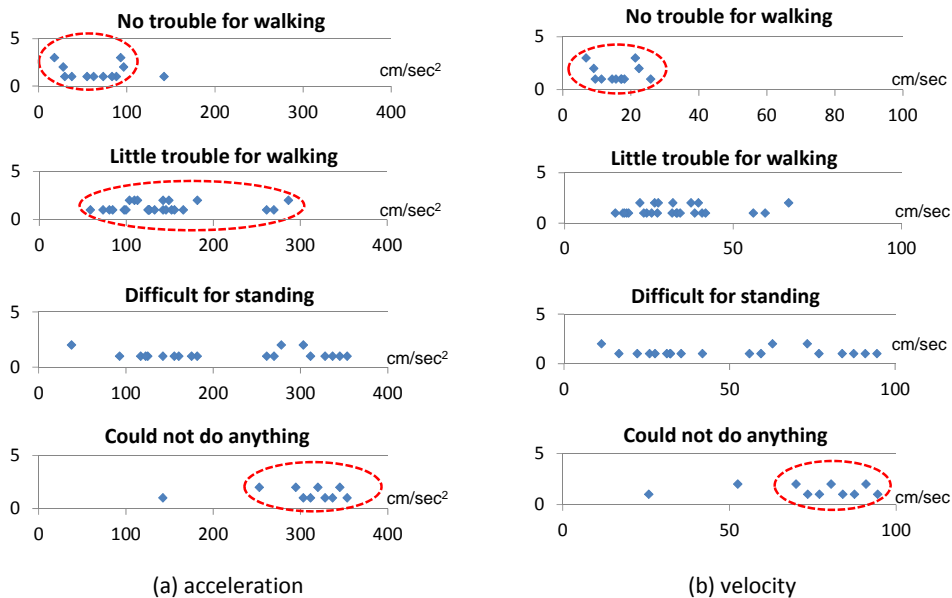 No trouble for walking
5
0
cm/sec²
0 100 200 300 400
Little trouble for walking
5
0
cm/sec²
0 100 200 300 400
Difficult for standing
5
0
cm/sec²
0 100 200 300 400
Could not do anything
5
0
cm/sec²
0 100 200 300 400
(a) acceleration
No trouble for walking
5
0
cm/sec
0 20 40 60 80 100
Little trouble for walking
5
0
cm/sec
0 50 100
Difficult for standing
5
0
cm/sec
0 50 100
Could not do anything
5
0
cm/sec
0 50 100
(b) velocity